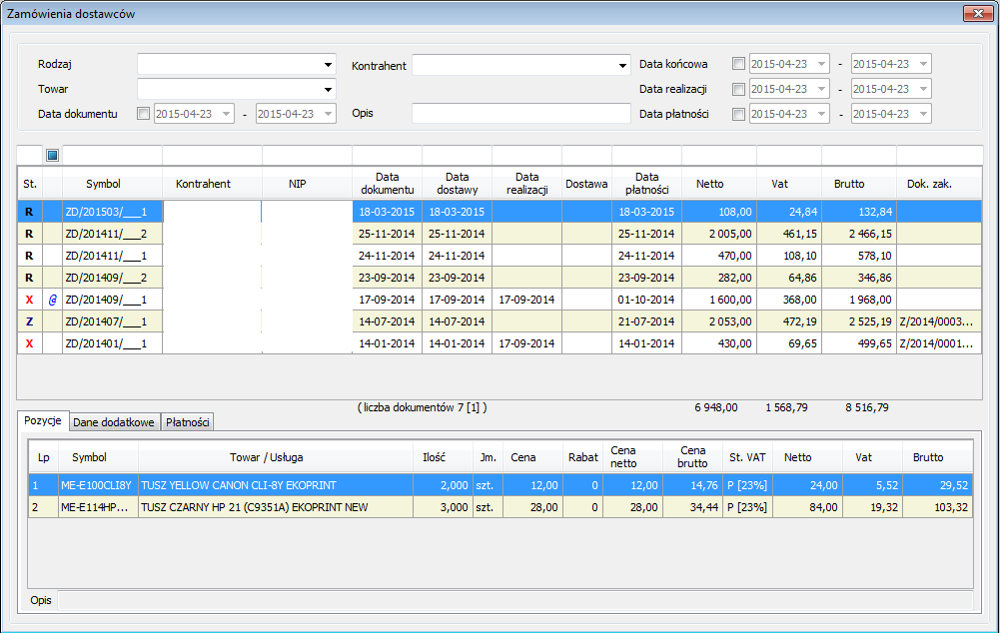 Zamówienia dostawców
Rodzaj Kontrahent Data końcowa 2015-04-23 - 2015-04-23
Towar Data realizacji 2015-04-23 - 2015-04-23
Data dokumentu 2015-04-23 - 2015-04-23 Opis Data płatności 2015-04-23 - 2015-04-23
St. Symbol Kontrahent NIP Data dokumentu Data dostawy Data realizacji Dostawa Data płatności Netto Vat Brutto Dok. zak.
R ZD/201503/___1 18-03-2015 18-03-2015 18-03-2015 108,00 24,84 132,84
R ZD/201411/___2 25-11-2014 25-11-2014 25-11-2014 2 005,00 461,15 2 466,15
R ZD/201411/___1 24-11-2014 24-11-2014 24-11-2014 470,00 108,10 578,10
R ZD/201409/___2 23-09-2014 23-09-2014 23-09-2014 282,00 64,86 346,86
X @ ZD/201409/___1 17-09-2014 17-09-2014 17-09-2014 01-10-2014 1 600,00 368,00 1 968,00
Z ZD/201407/___1 14-07-2014 14-07-2014 21-07-2014 2 053,00 472,19 2 525,19 Z/2014/0003...
X ZD/201401/___1 14-01-2014 14-01-2014 17-09-2014 14-01-2014 430,00 69,65 499,65 Z/2014/0001...
( liczba dokumentów 7 [1] ) 6 948,00 1 568,79 8 516,79
Pozycje Dane dodatkowe Płatności
Lp Symbol Towar / Usługa Ilość Jm. Cena Rabat Cena netto Cena brutto St. VAT Netto Vat Brutto
1 ME-E100CLI8Y TUSZ YELLOW CANON CLI-8Y EKOPRINT 2,000 szt. 12,00 0 12,00 14,76 P [23%] 24,00 5,52 29,52
2 ME-E114HP... TUSZ CZARNY HP 21 (C9351A) EKOPRINT NEW 3,000 szt. 28,00 0 28,00 34,44 P [23%] 84,00 19,32 103,32
Opis